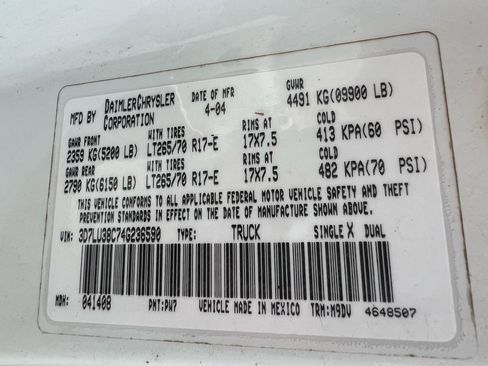 MFD BY DAIMLERCHRYSLER CORPORATION DATE OF MFR 4-04 GVWR 4491 KG(09900 LB)
GAWR FRONT WITH TIRES RIMS AT COLD
2359 KG(5200 LB) LT265/70 R17-E 17X7.5 413 KPA(60 PSI)
GAWR REAR WITH TIRES RIMS AT COLD
2790 KG(6150 LB) LT265/70 R17-E 17X7.5 482 KPA(70 PSI)
THIS VEHICLE CONFORMS TO ALL APPLICABLE FEDERAL MOTOR VEHICLE SAFETY AND THEFT
PREVENTION STANDARDS IN EFFECT ON THE DATE OF MANUFACTURE SHOWN ABOVE.
VIN: 3D7LU38C74G236590 TYPE: TRUCK SINGLE X DUAL
MDH: 041408 PNT:PW7 VEHICLE MADE IN MEXICO TRM:M9DV 4648507